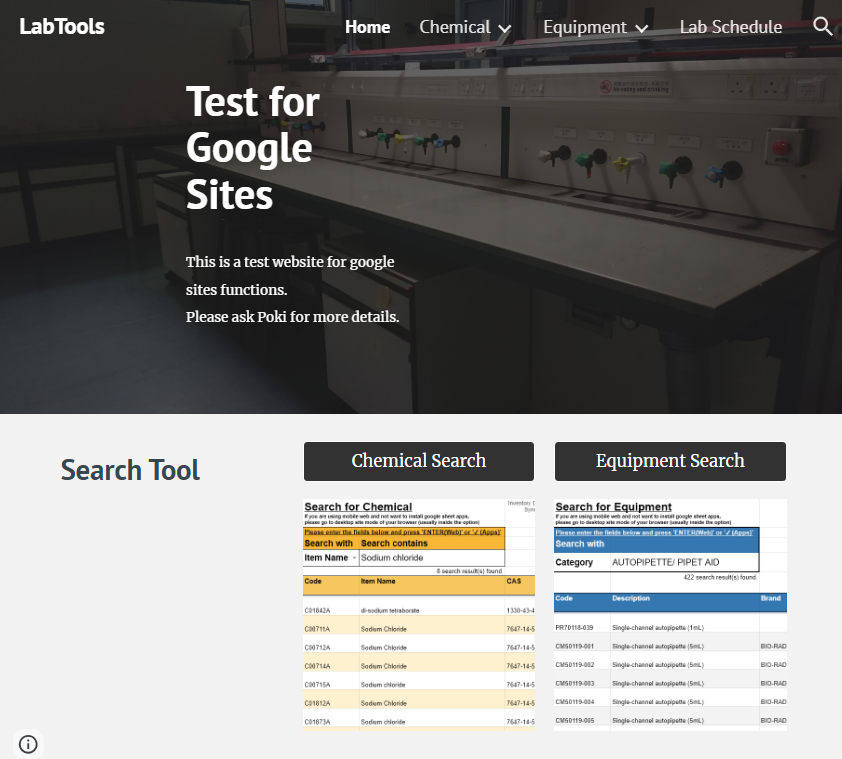 LabTools
Home
Chemical
Equipment
Lab Schedule
Test for
Google
Sites
This is a test website for google
sites functions.
Please ask Poki for more details.
No eating and drinking
Search Tool
Chemical Search
Equipment Search
Search for Chemical
If you are using mobile web and not want to install google sheet apps,
please go to desktop site mode of your browser (usually inside the option)
Please enter the fields below and press 'ENTER(Web)' or '✓ (Apps)'
Search with Search contains
Item Name Sodium chloride
8 search result(s) found
Code Item Name CAS
C01842A di-sodium tetraborate 1330-43-4
C00711A Sodium Chloride 7647-14-5
C00712A Sodium Chloride 7647-14-5
C00714A Sodium Chloride 7647-14-5
C00715A Sodium chloride 7647-14-5
C01812A Sodium chloride 7647-14-5
C01873A Sodium chloride 7647-14-5
Inventory
Search for Equipment
If you are using mobile web and not want to install google sheet apps,
please go to desktop site mode of your browser (usually inside the option)
Please enter the fields below and press 'ENTER(Web)' or '✓ (Apps)'
Search with
Category AUTOPIPETTE/ PIPET AID
422 search result(s) found.
Code Description Brand
PR70118-039 Single-channel autopipette (1mL)
CM50119-001 Single-channel autopipette (5mL) BIO-RAD
CM50119-002 Single-channel autopipette (5mL) BIO-RAD
CM50119-003 Single-channel autopipette (5mL) BIO-RAD
CM50119-004 Single-channel autopipette (5mL) BIO-RAD
CM50119-005 Single-channel autopipette (5mL) BIO-RAD